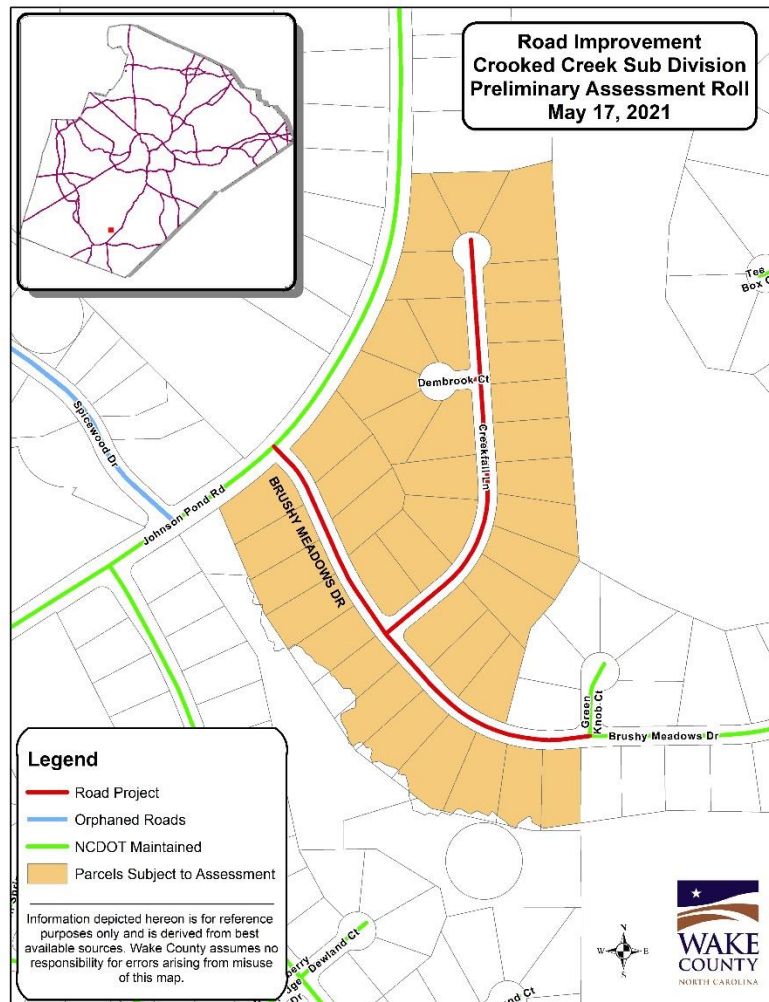 Road Improvement
Crooked Creek Sub Division
Preliminary Assessment Roll
May 17, 2021
Tee
Box
Dembrook Ct
Creekfall Ln
Spicewood Dr
Johnson Pond Rd
BRUSHY MEADOWS DR
Green
Knob Ct
Brushy Meadows Dr
Legend
Road Project
Orphaned Roads
NCDOT Maintained
Parcels Subject to Assessment
Information depicted hereon is for reference
purposes only and is derived from best
available sources. Wake County assumes no
responsibility for errors arising from misuse
of this map.
Dewland Ct
Dr
Ct
N
W
E
S
WAKE
COUNTY
NORTH CAROLINA